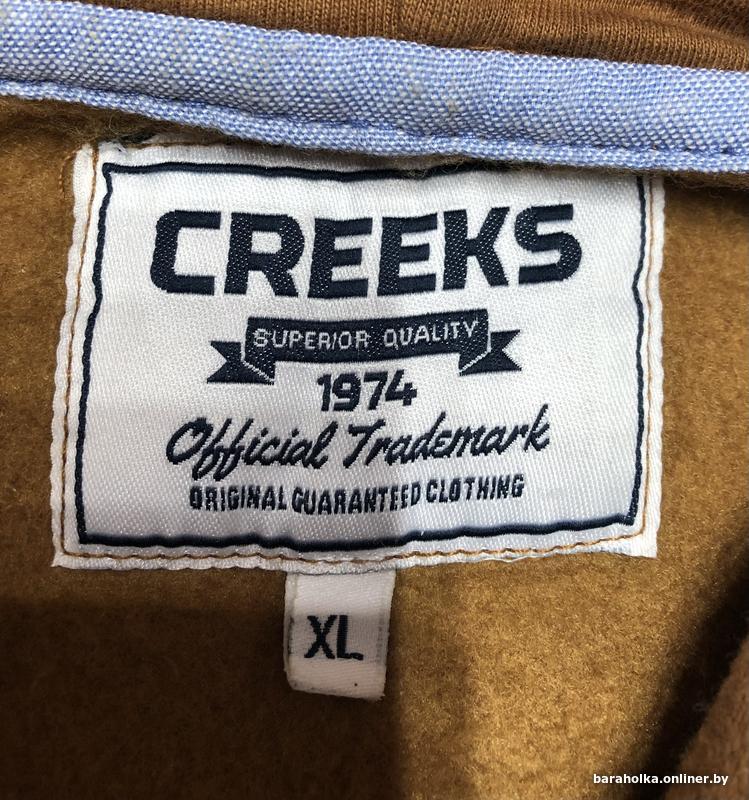 CREEKS
SUPERIOR QUALITY
1974
Official Trademark
ORIGINAL GUARANTEED CLOTHING
XL
baraholka.onliner.by